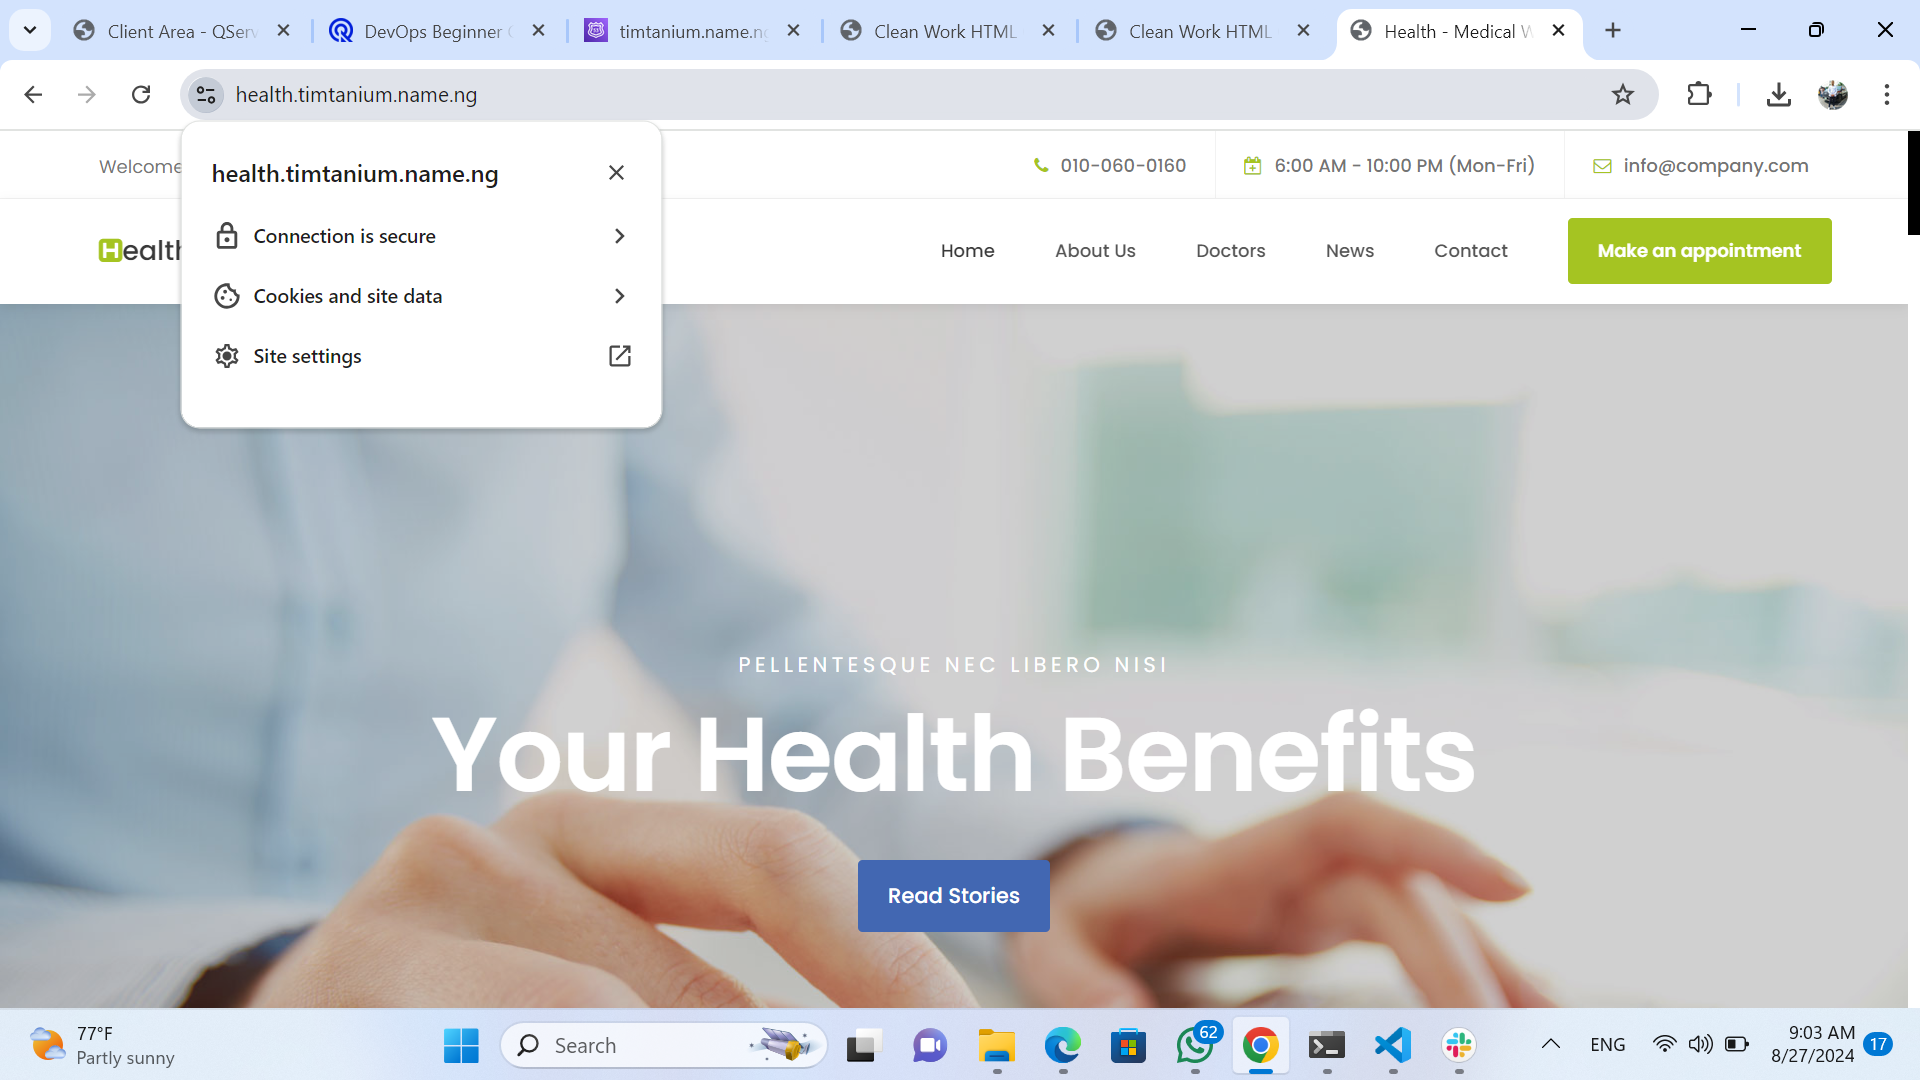 Client Area - QServ
DevOps Beginner
timtanium.name.ng
Clean Work HTML
Clean Work HTML
Health - Medical W
health.timtanium.name.ng
Welcome
010-060-0160
6:00 AM - 10:00 PM (Mon-Fri)
info@company.com
health.timtanium.name.ng
Connection is secure
Cookies and site data
Site settings
Health
Home
About Us
Doctors
News
Contact
Make an appointment
PELLENTESQUE NEC LIBERO NISI
Your Health Benefits
Read Stories
77°F
Partly sunny
Search
62
ENG
9:03 AM
8/27/2024
17